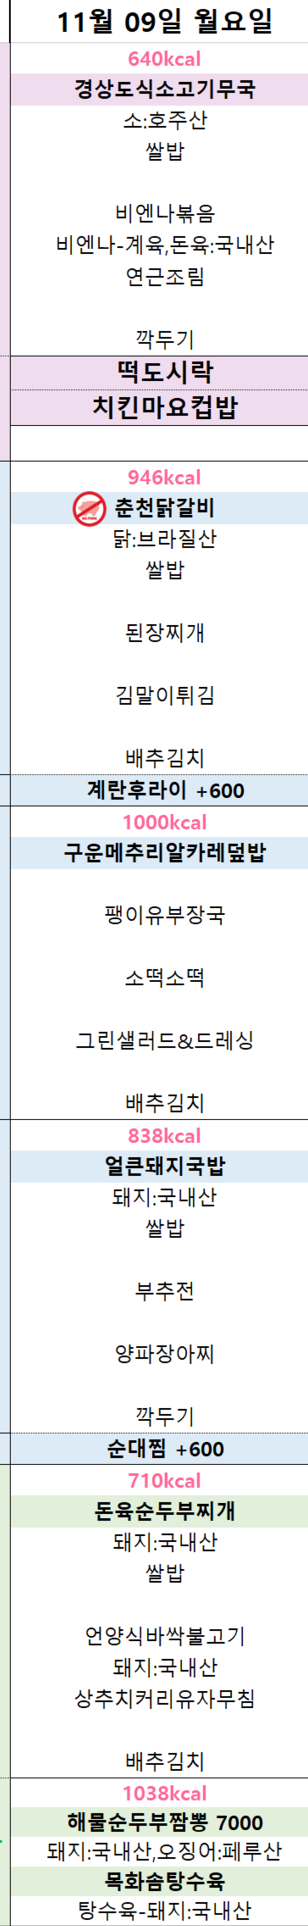 11월 09일 월요일
640kcal
경상도식소고기무국
소:호주산
쌀밥
비엔나볶음
비엔나-계육,돈육:국내산
연근조림
깍두기
떡도시락
치킨마요컵밥
946kcal
춘천닭갈비
닭:브라질산
쌀밥
된장찌개
김말이튀김
배추김치
계란후라이 +600
1000kcal
구운메추리알카레덮밥
팽이유부장국
소떡소떡
그린샐러드&드레싱
배추김치
838kcal
얼큰돼지국밥
돼지:국내산
쌀밥
부추전
양파장아찌
깍두기
순대찜 +600
710kcal
돈육순두부찌개
돼지:국내산
쌀밥
언양식바싹불고기
돼지:국내산
상추치커리유자무침
배추김치
1038kcal
해물순두부짬뽕 7000
돼지:국내산,오징어:페루산
목화솜탕수육
탕수육-돼지:국내산